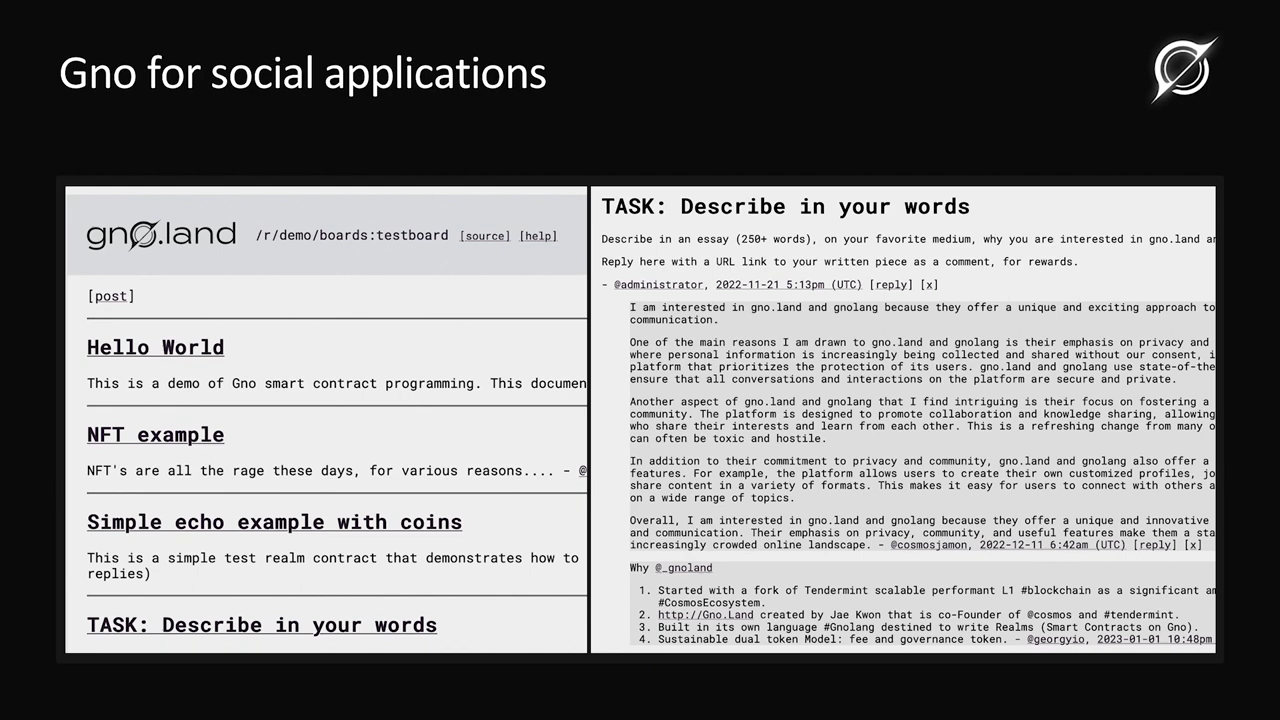 Gno for social applications
gno.land /r/demo/boards:testboard [source] [help]
[post]
Hello World
This is a demo of Gno smart contract programming. This documen
NFT example
NFT's are all the rage these days, for various reasons.... - @
Simple echo example with coins
This is a simple test realm contract that demonstrates how to
replies)
TASK: Describe in your words
TASK: Describe in your words
Describe in an essay (250+ words), on your favorite medium, why you are interested in gno.land an
Reply here with a URL link to your written piece as a comment, for rewards.
- @administrator, 2022-11-21 5:13pm (UTC) [reply] [x]
I am interested in gno.land and gnolang because they offer a unique and exciting approach to
communication.
One of the main reasons I am drawn to gno.land and gnolang is their emphasis on privacy and
where personal information is increasingly being collected and shared without our consent, i
platform that prioritizes the protection of its users. gno.land and gnolang use state-of-the
ensure that all conversations and interactions on the platform are secure and private.
Another aspect of gno.land and gnolang that I find intriguing is their focus on fostering a
community. The platform is designed to promote collaboration and knowledge sharing, allowing
who share their interests and learn from each other. This is a refreshing change from many o
can often be toxic and hostile.
In addition to their commitment to privacy and community, gno.land and gnolang also offer a
features. For example, the platform allows users to create their own customized profiles, jo
share content in a variety of formats. This makes it easy for users to connect with others a
on a wide range of topics.
Overall, I am interested in gno.land and gnolang because they offer a unique and innovative
and communication. Their emphasis on privacy, community, and useful features make them a sta
increasingly crowded online landscape. - @cosmosjamon, 2022-12-11 6:42am (UTC) [reply] [x]
Why @_gnoland
1. Started with a fork of Tendermint scalable performant L1 #blockchain as a significant am
#CosmosEcosystem.
2. http://Gno.Land created by Jae Kwon that is co-Founder of @cosmos and #tendermint.
3. Built in its own language #Gnolang destined to write Realms (Smart Contracts on Gno).
4. Sustainable dual token Model: fee and governance token. - @georgyio, 2023-01-01 10:48pm